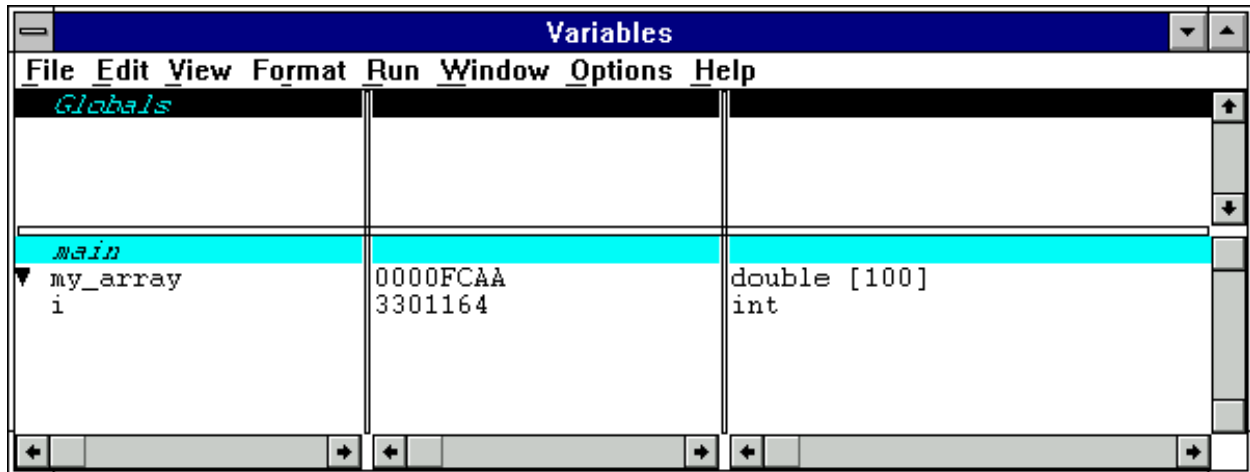 Variables
File Edit View Format Run Window Options Help
Globals
main
my_array 0000FCAA double [100]
i 3301164 int